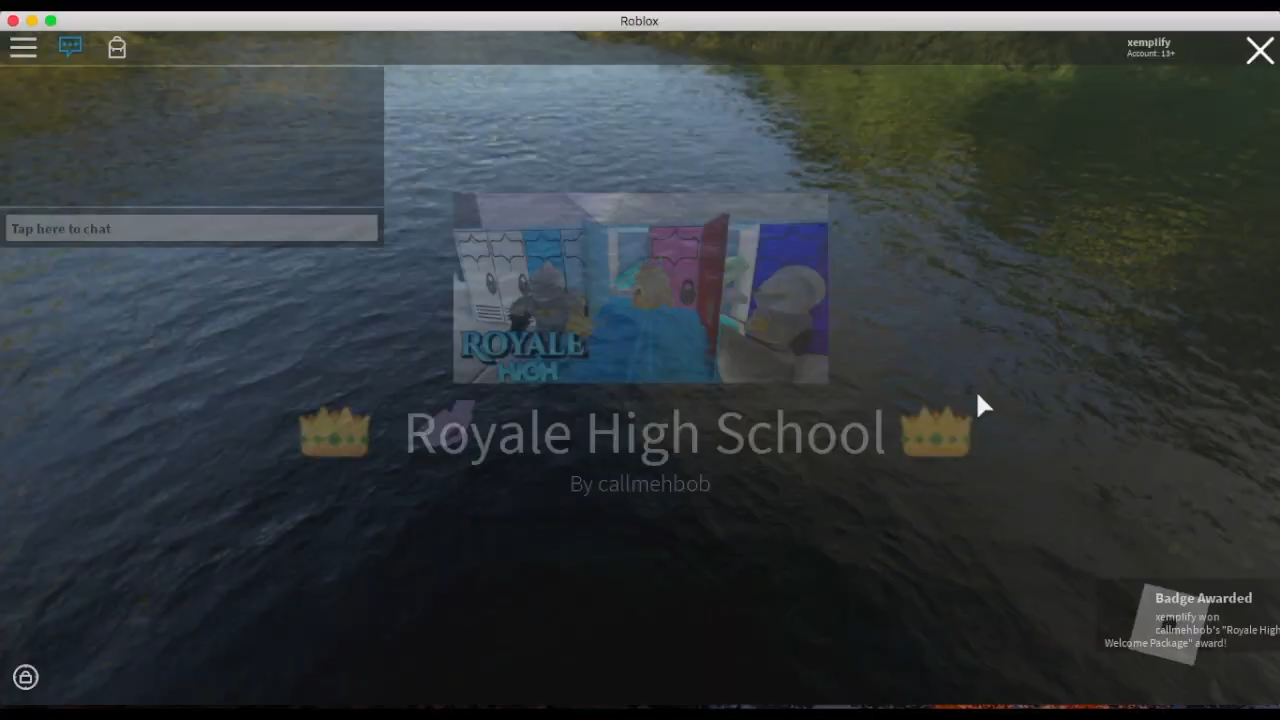 Roblox
xemplify
Account: 13+
Tap here to chat
ROYALE
HIGH
Royale High School
By callmehbob
Badge Awarded
xemplify won
callmehbob's "Royale High
Welcome Package" award!